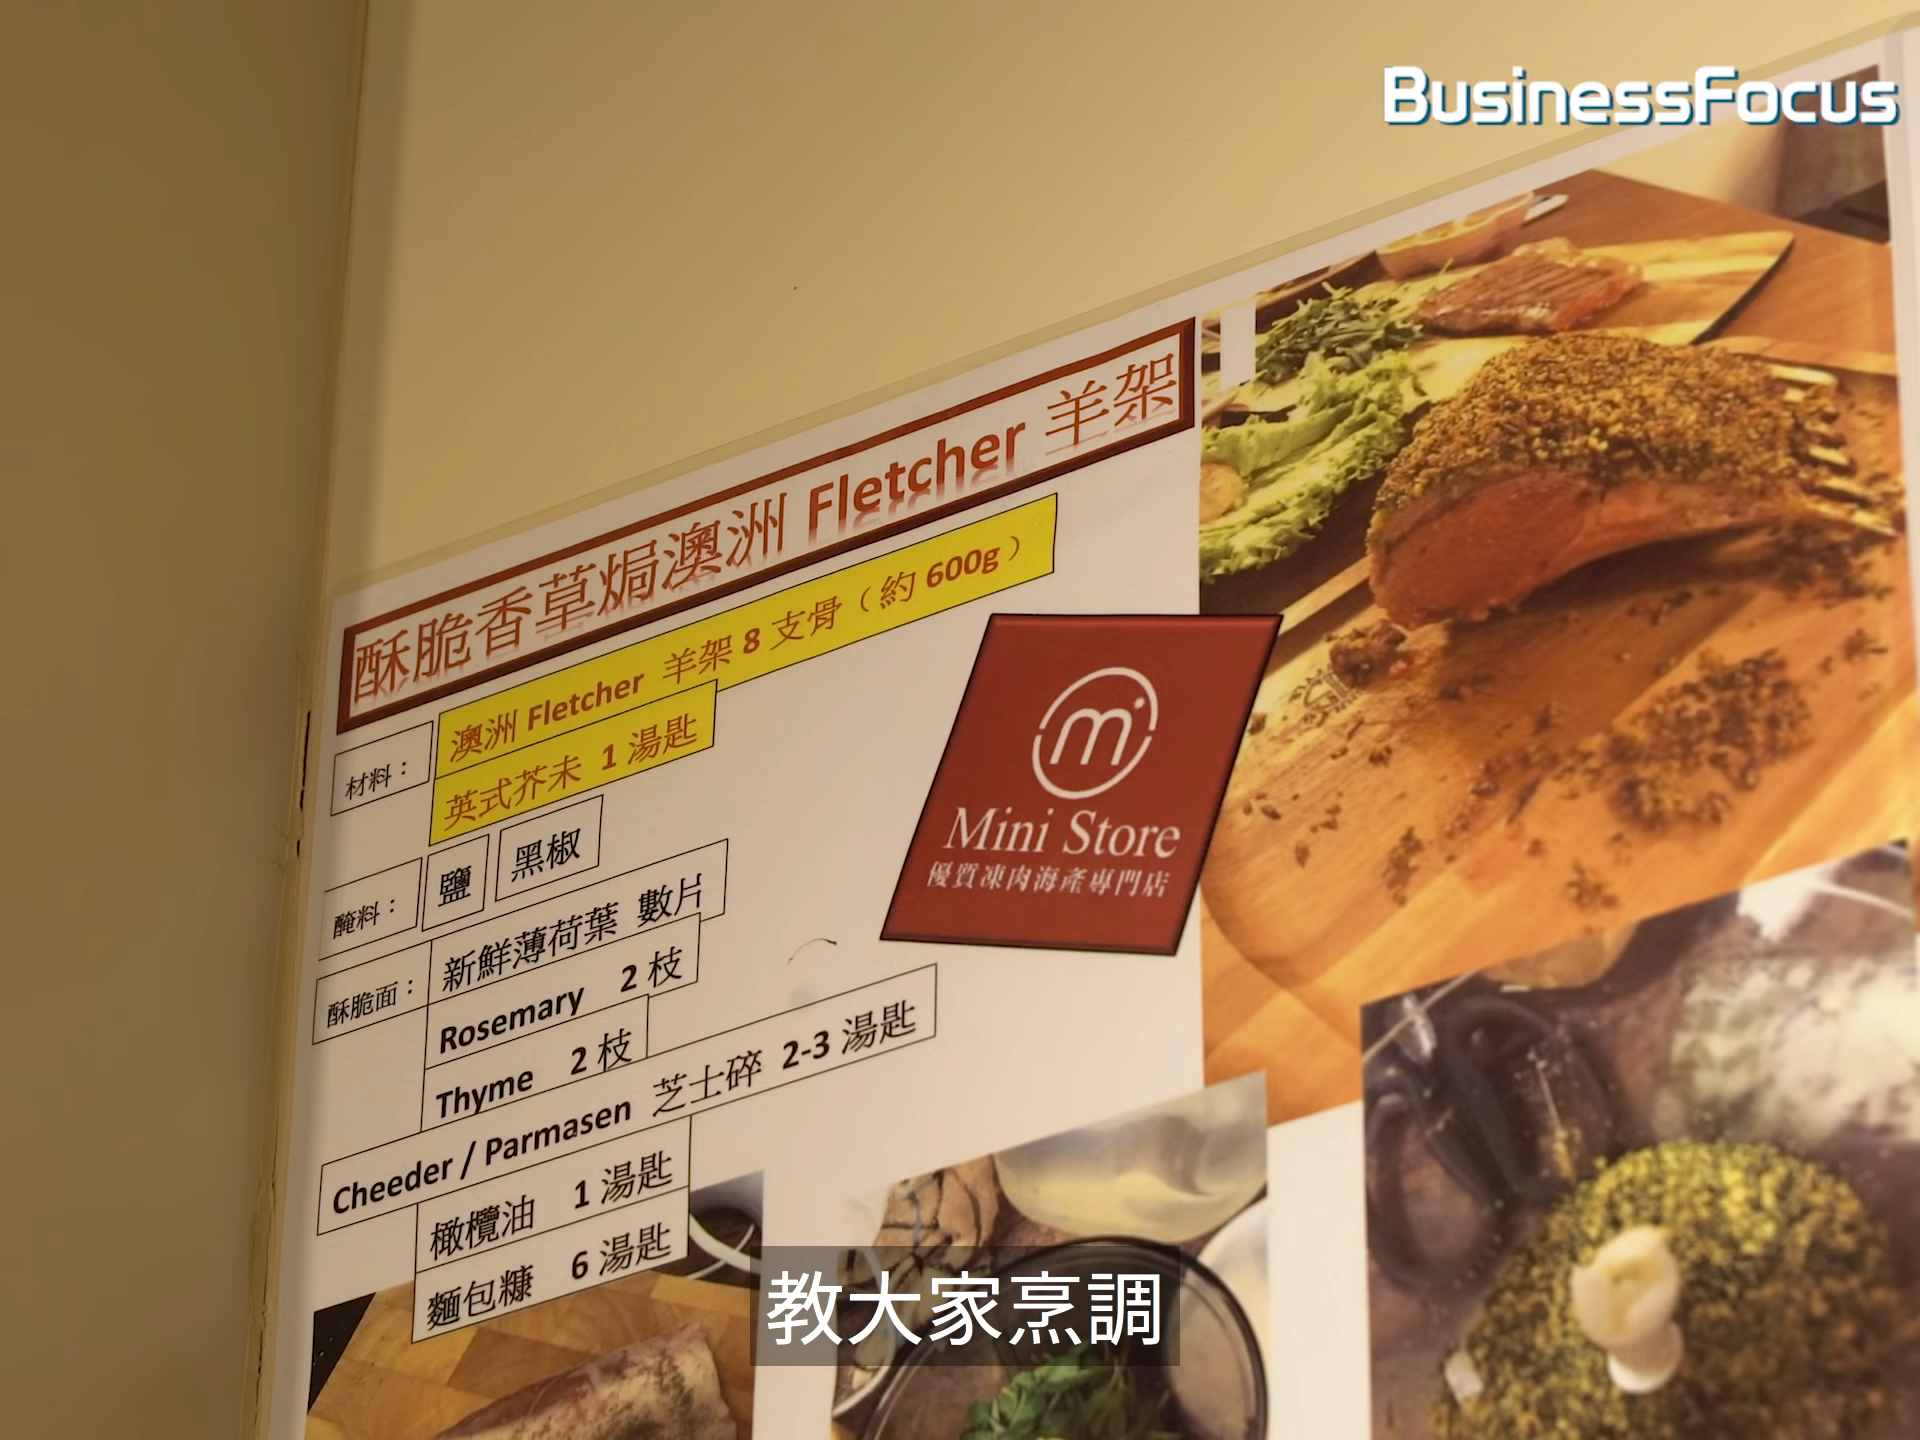 BusinessFocus
酥脆香草焗澳洲 Fletcher 羊架
材料：
澳洲 Fletcher 羊架 8 支骨（約 600g）
英式芥末 1 湯匙
醃料：
鹽
黑椒
酥脆面：
新鮮薄荷葉 數片
Rosemary 2 枝
Thyme 2 枝
Cheeder / Parmasen 芝士碎 2-3 湯匙
橄欖油 1 湯匙
麵包糠 6 湯匙
m
Mini Store
優質凍肉海產專門店
教大家烹調